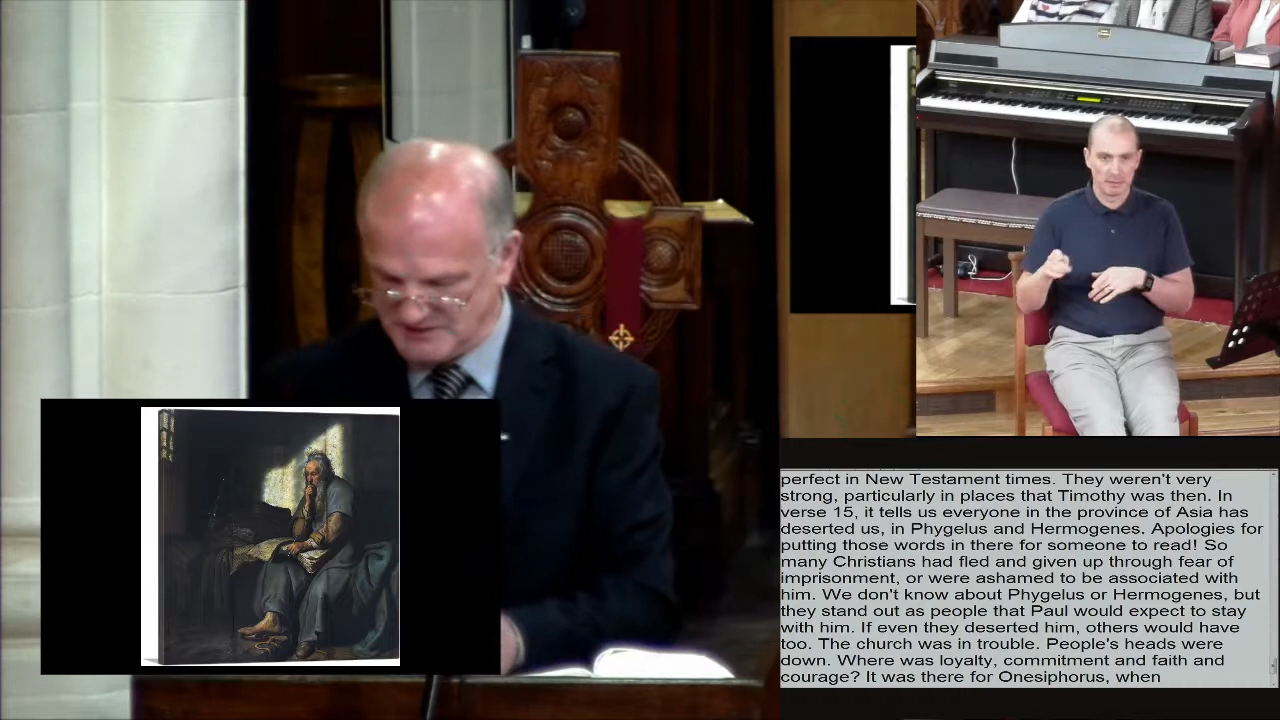 perfect in New Testament times. They weren't very
strong, particularly in places that Timothy was then. In
verse 15, it tells us everyone in the province of Asia has
deserted us, in Phygelus and Hermogenes. Apologies for
putting those words in there for someone to read! So
many Christians had fled and given up through fear of
imprisonment, or were ashamed to be associated with
him. We don't know about Phygelus or Hermogenes, but
they stand out as people that Paul would expect to stay
with him. If even they deserted him, others would have
too. The church was in trouble. People's heads were
down. Where was loyalty, commitment and faith and
courage? It was there for Onesiphorus, when